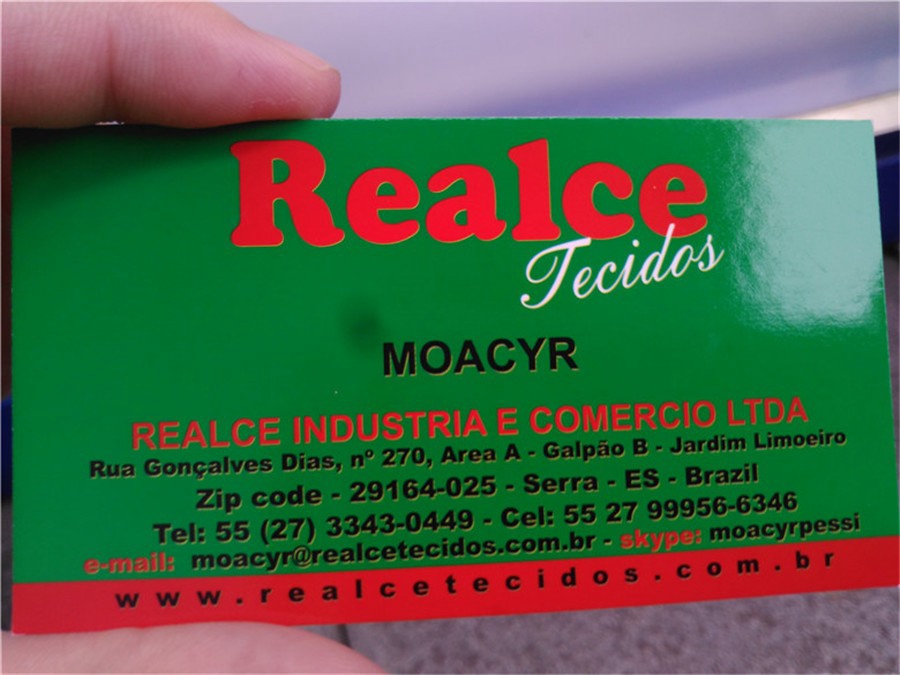 Realce
Tecidos
MOACYR
REALCE INDUSTRIA E COMERCIO LTDA
Rua Gonçalves Dias, nº 270, Area A - Galpão B - Jardim Limoeiro
Zip code - 29164-025 - Serra - ES - Brazil
Tel: 55 (27) 3343-0449 - Cel: 55 27 99956-6346
e-mail: moacyr@realcetecidos.com.br - skype: moacyrpessi
www.realcetecidos.com.br